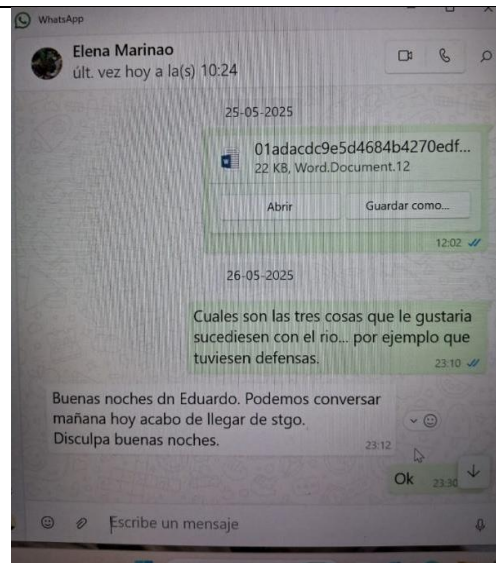 WhatsApp
Elena Marinao
últ. vez hoy a la(s) 10:24
25-05-2025
01adacdc9e5d4684b4270edf...
22 KB, Word.Document.12
Abrir
Guardar como...
12:02
26-05-2025
Cuales son las tres cosas que le gustaria
sucediesen con el rio... por ejemplo que
tuviesen defensas.
23:10
Buenas noches dn Eduardo. Podemos conversar
mañana hoy acabo de llegar de stgo.
Disculpa buenas noches.
23:12
Ok
23:30
Escribe un mensaje